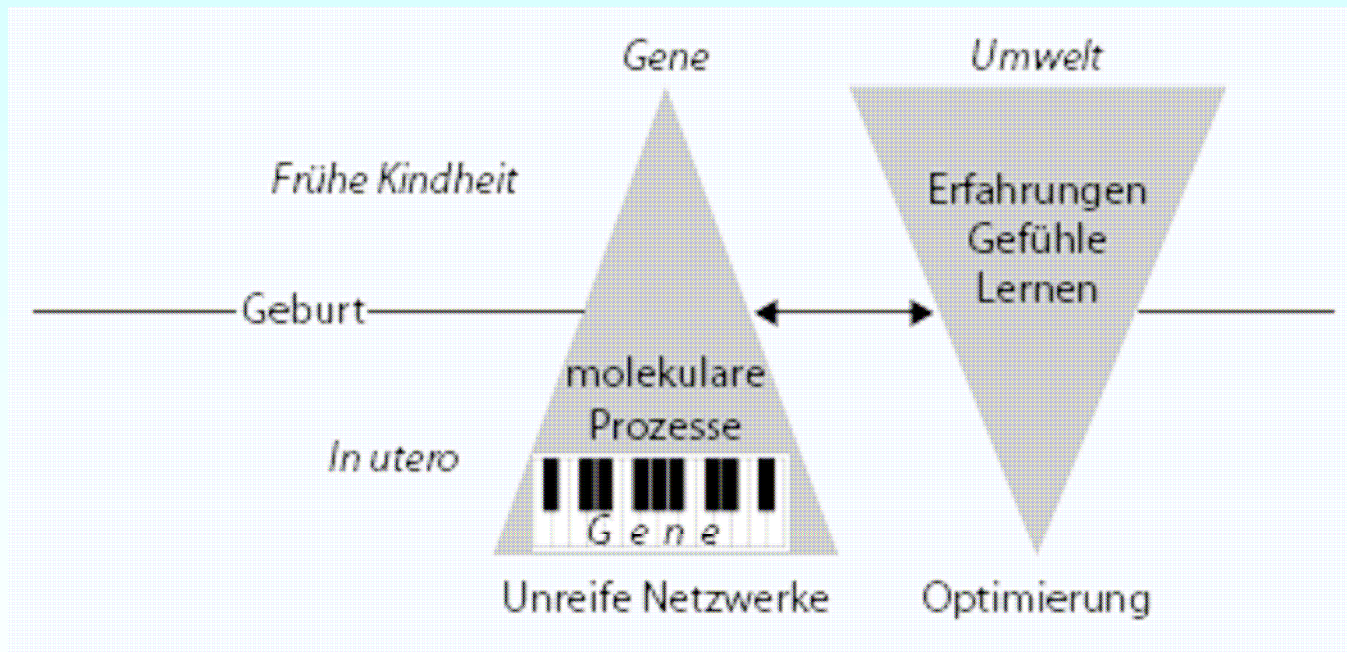 Gene
Umwelt
Frühe Kindheit
Erfahrungen
Gefühle
Lernen
Geburt
molekulare
Prozesse
In utero
Gene
Unreife Netzwerke
Optimierung